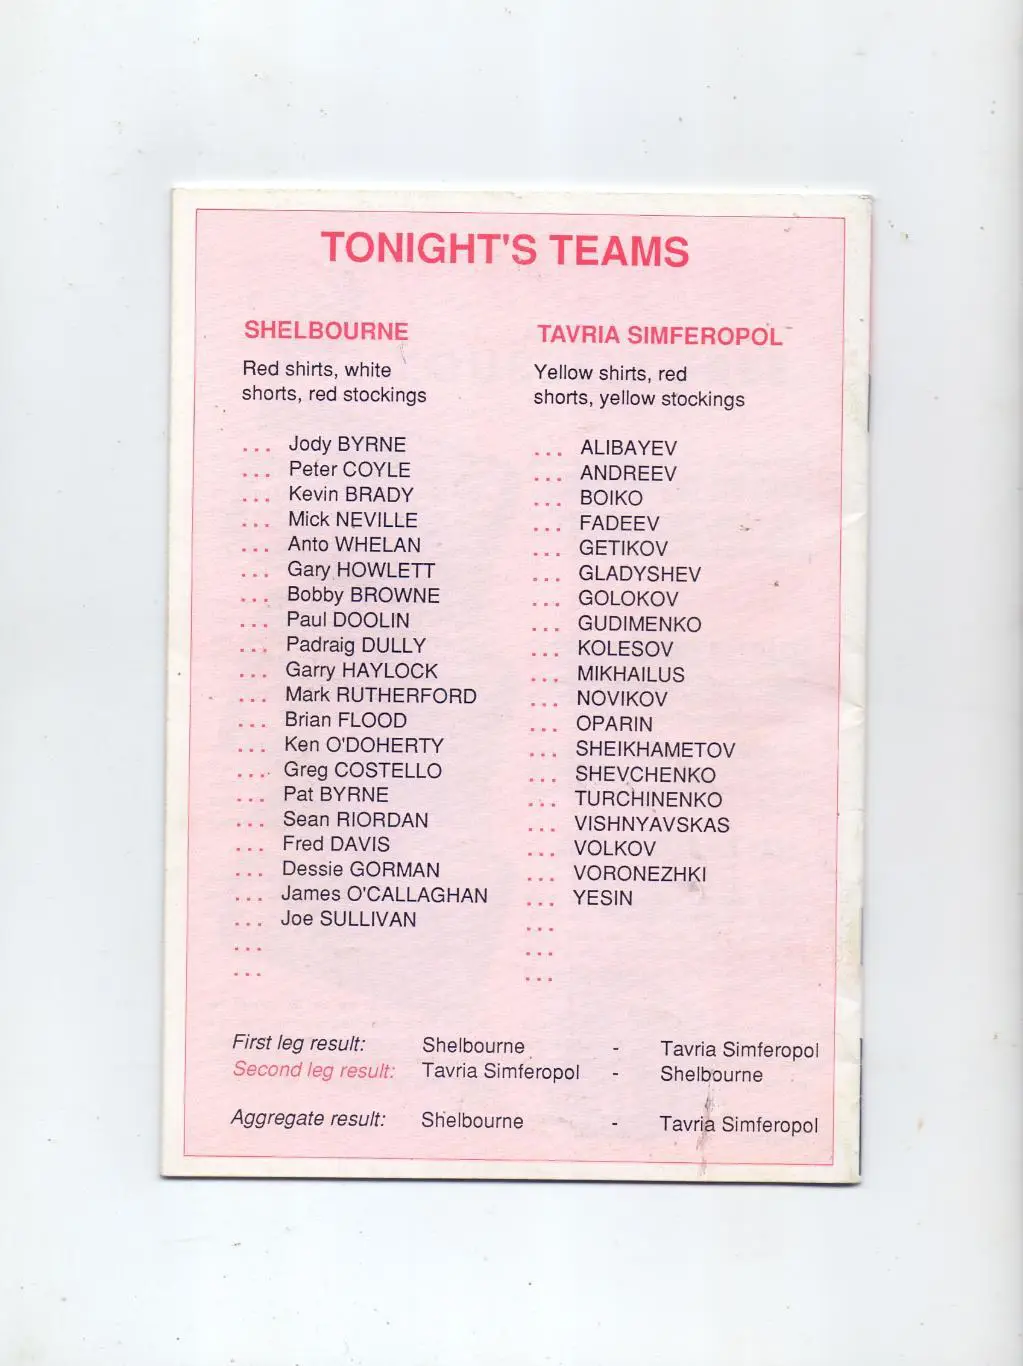 TONIGHT'S TEAMS
SHELBOURNE
Red shirts, white
shorts, red stockings
... Jody BYRNE
... Peter COYLE
... Kevin BRADY
... Mick NEVILLE
... Anto WHELAN
... Gary HOWLETT
... Bobby BROWNE
... Paul DOOLIN
... Padraig DULLY
... Garry HAYLOCK
... Mark RUTHERFORD
... Brian FLOOD
... Ken O'DOHERTY
... Greg COSTELLO
... Pat BYRNE
... Sean RIORDAN
... Fred DAVIS
... Dessie GORMAN
... James O'CALLAGHAN
... Joe SULLIVAN
...
...
TAVRIA SIMFEROPOL
Yellow shirts, red
shorts, yellow stockings
... ALIBAYEV
... ANDREEV
... BOIKO
... FADEEV
... GETIKOV
... GLADYSHEV
... GOLOKOV
... GUDIMENKO
... KOLESOV
... MIKHAILUS
... NOVIKOV
... OPARIN
... SHEIKHAMETOV
... SHEVCHENKO
... TURCHINENKO
... VISHNYAVSKAS
... VOLKOV
... VORONEZHKI
... YESIN
...
...
...
First leg result: Shelbourne - Tavria Simferopol
Second leg result: Tavria Simferopol - Shelbourne
Aggregate result: Shelbourne - Tavria Simferopol